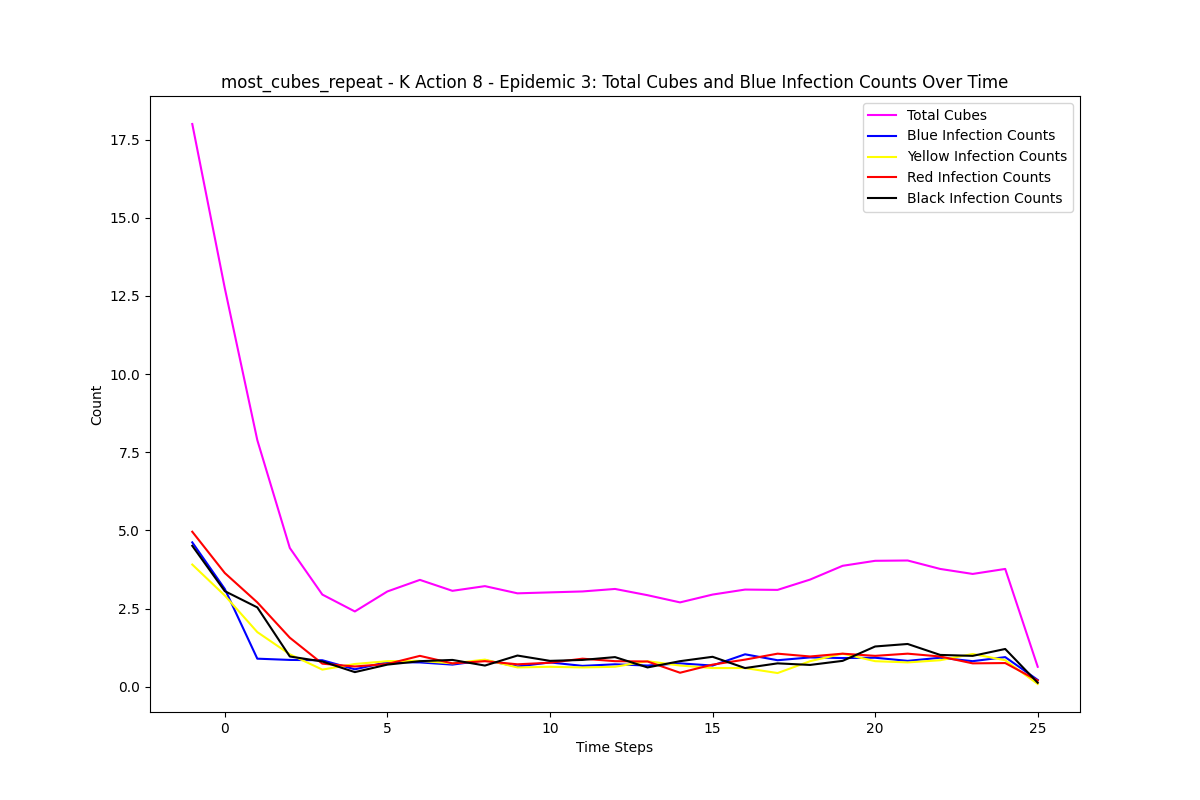 most_cubes_repeat - K Action 8 - Epidemic 3: Total Cubes and Blue Infection Counts Over Time
Total Cubes
Blue Infection Counts
Yellow Infection Counts
Red Infection Counts
Black Infection Counts
17.5
15.0
12.5
10.0
7.5
5.0
2.5
0.0
Count
0 5 10 15 20 25
Time Steps